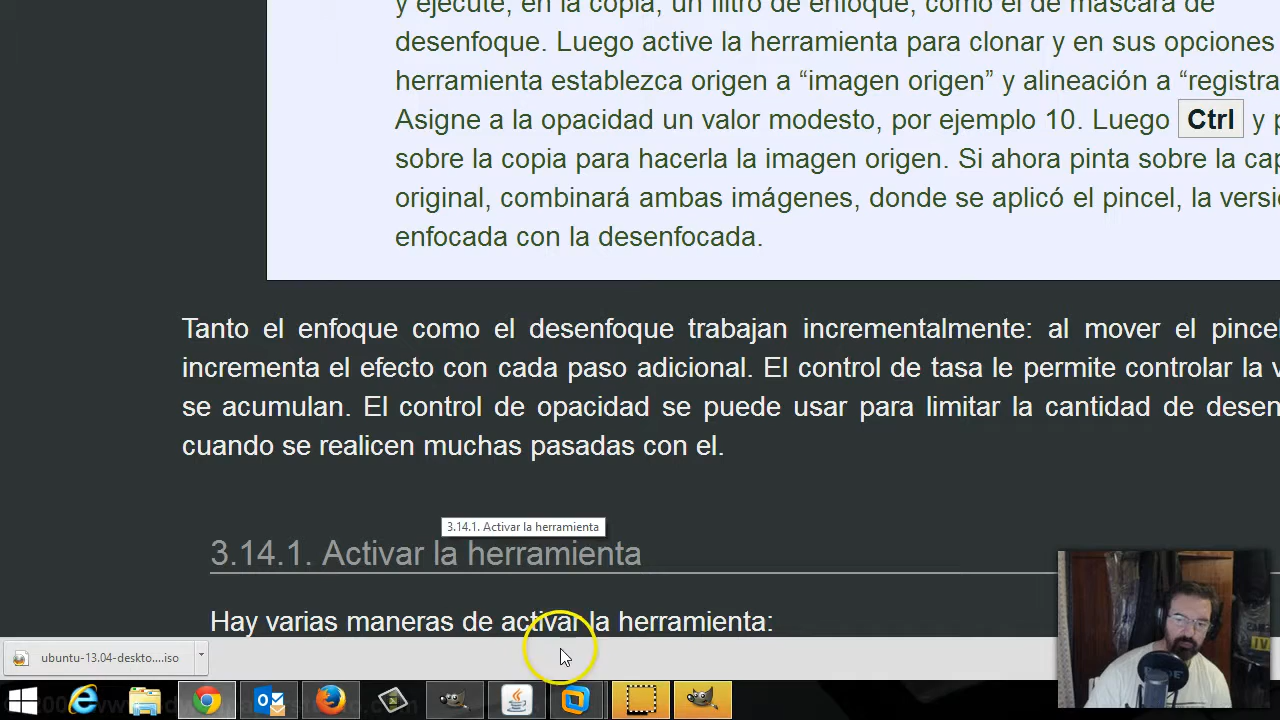 y ejecute, en la copia, un filtro de enfoque, como el de máscara de
desenfoque. Luego active la herramienta para clonar y en sus opciones
herramienta establezca origen a “imagen origen” y alineación a “registra
Asigne a la opacidad un valor modesto, por ejemplo 10. Luego Ctrl y p
sobre la copia para hacerla la imagen origen. Si ahora pinta sobre la cap
original, combinará ambas imágenes, donde se aplicó el pincel, la versi
enfocada con la desenfocada.
Tanto el enfoque como el desenfoque trabajan incrementalmente: al mover el pincel
incrementa el efecto con cada paso adicional. El control de tasa le permite controlar la v
se acumulan. El control de opacidad se puede usar para limitar la cantidad de desen
cuando se realicen muchas pasadas con el.
3.14.1. Activar la herramienta
3.14.1. Activar la herramienta
Hay varias maneras de activar la herramienta:
ubuntu-13.04-deskto....iso